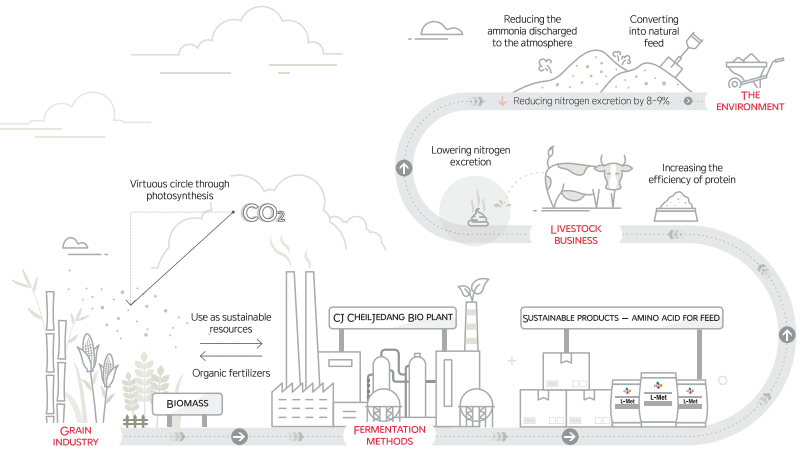 Reducing the
ammonia discharged
to the atmosphere
Converting
into natural
feed
Reducing nitrogen excretion by 8-9%
THE
ENVIRONMENT
Lowering nitrogen
excretion
Increasing the
efficiency of protein
LIVESTOCK
BUSINESS
Virtuous circle through
photosynthesis
CO2
Use as sustainable
resources
Organic fertilizers
CJ CHEILJEDANG BIO PLANT
SUSTAINABLE PRODUCTS – AMINO ACID FOR FEED
BIOMASS
L-Met
L-Met
L-Met
GRAIN
INDUSTRY
FERMENTATION
METHODS